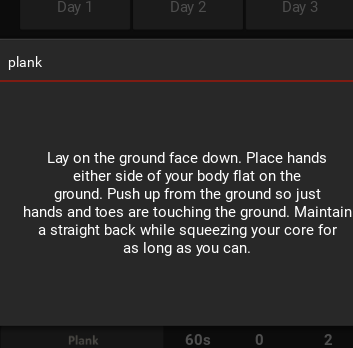 Day 1 Day 2 Day 3
plank
Lay on the ground face down. Place hands
either side of your body flat on the
ground. Push up from the ground so just
hands and toes are touching the ground. Maintain
a straight back while squeezing your core for
as long as you can.
Plank 60s 0 2